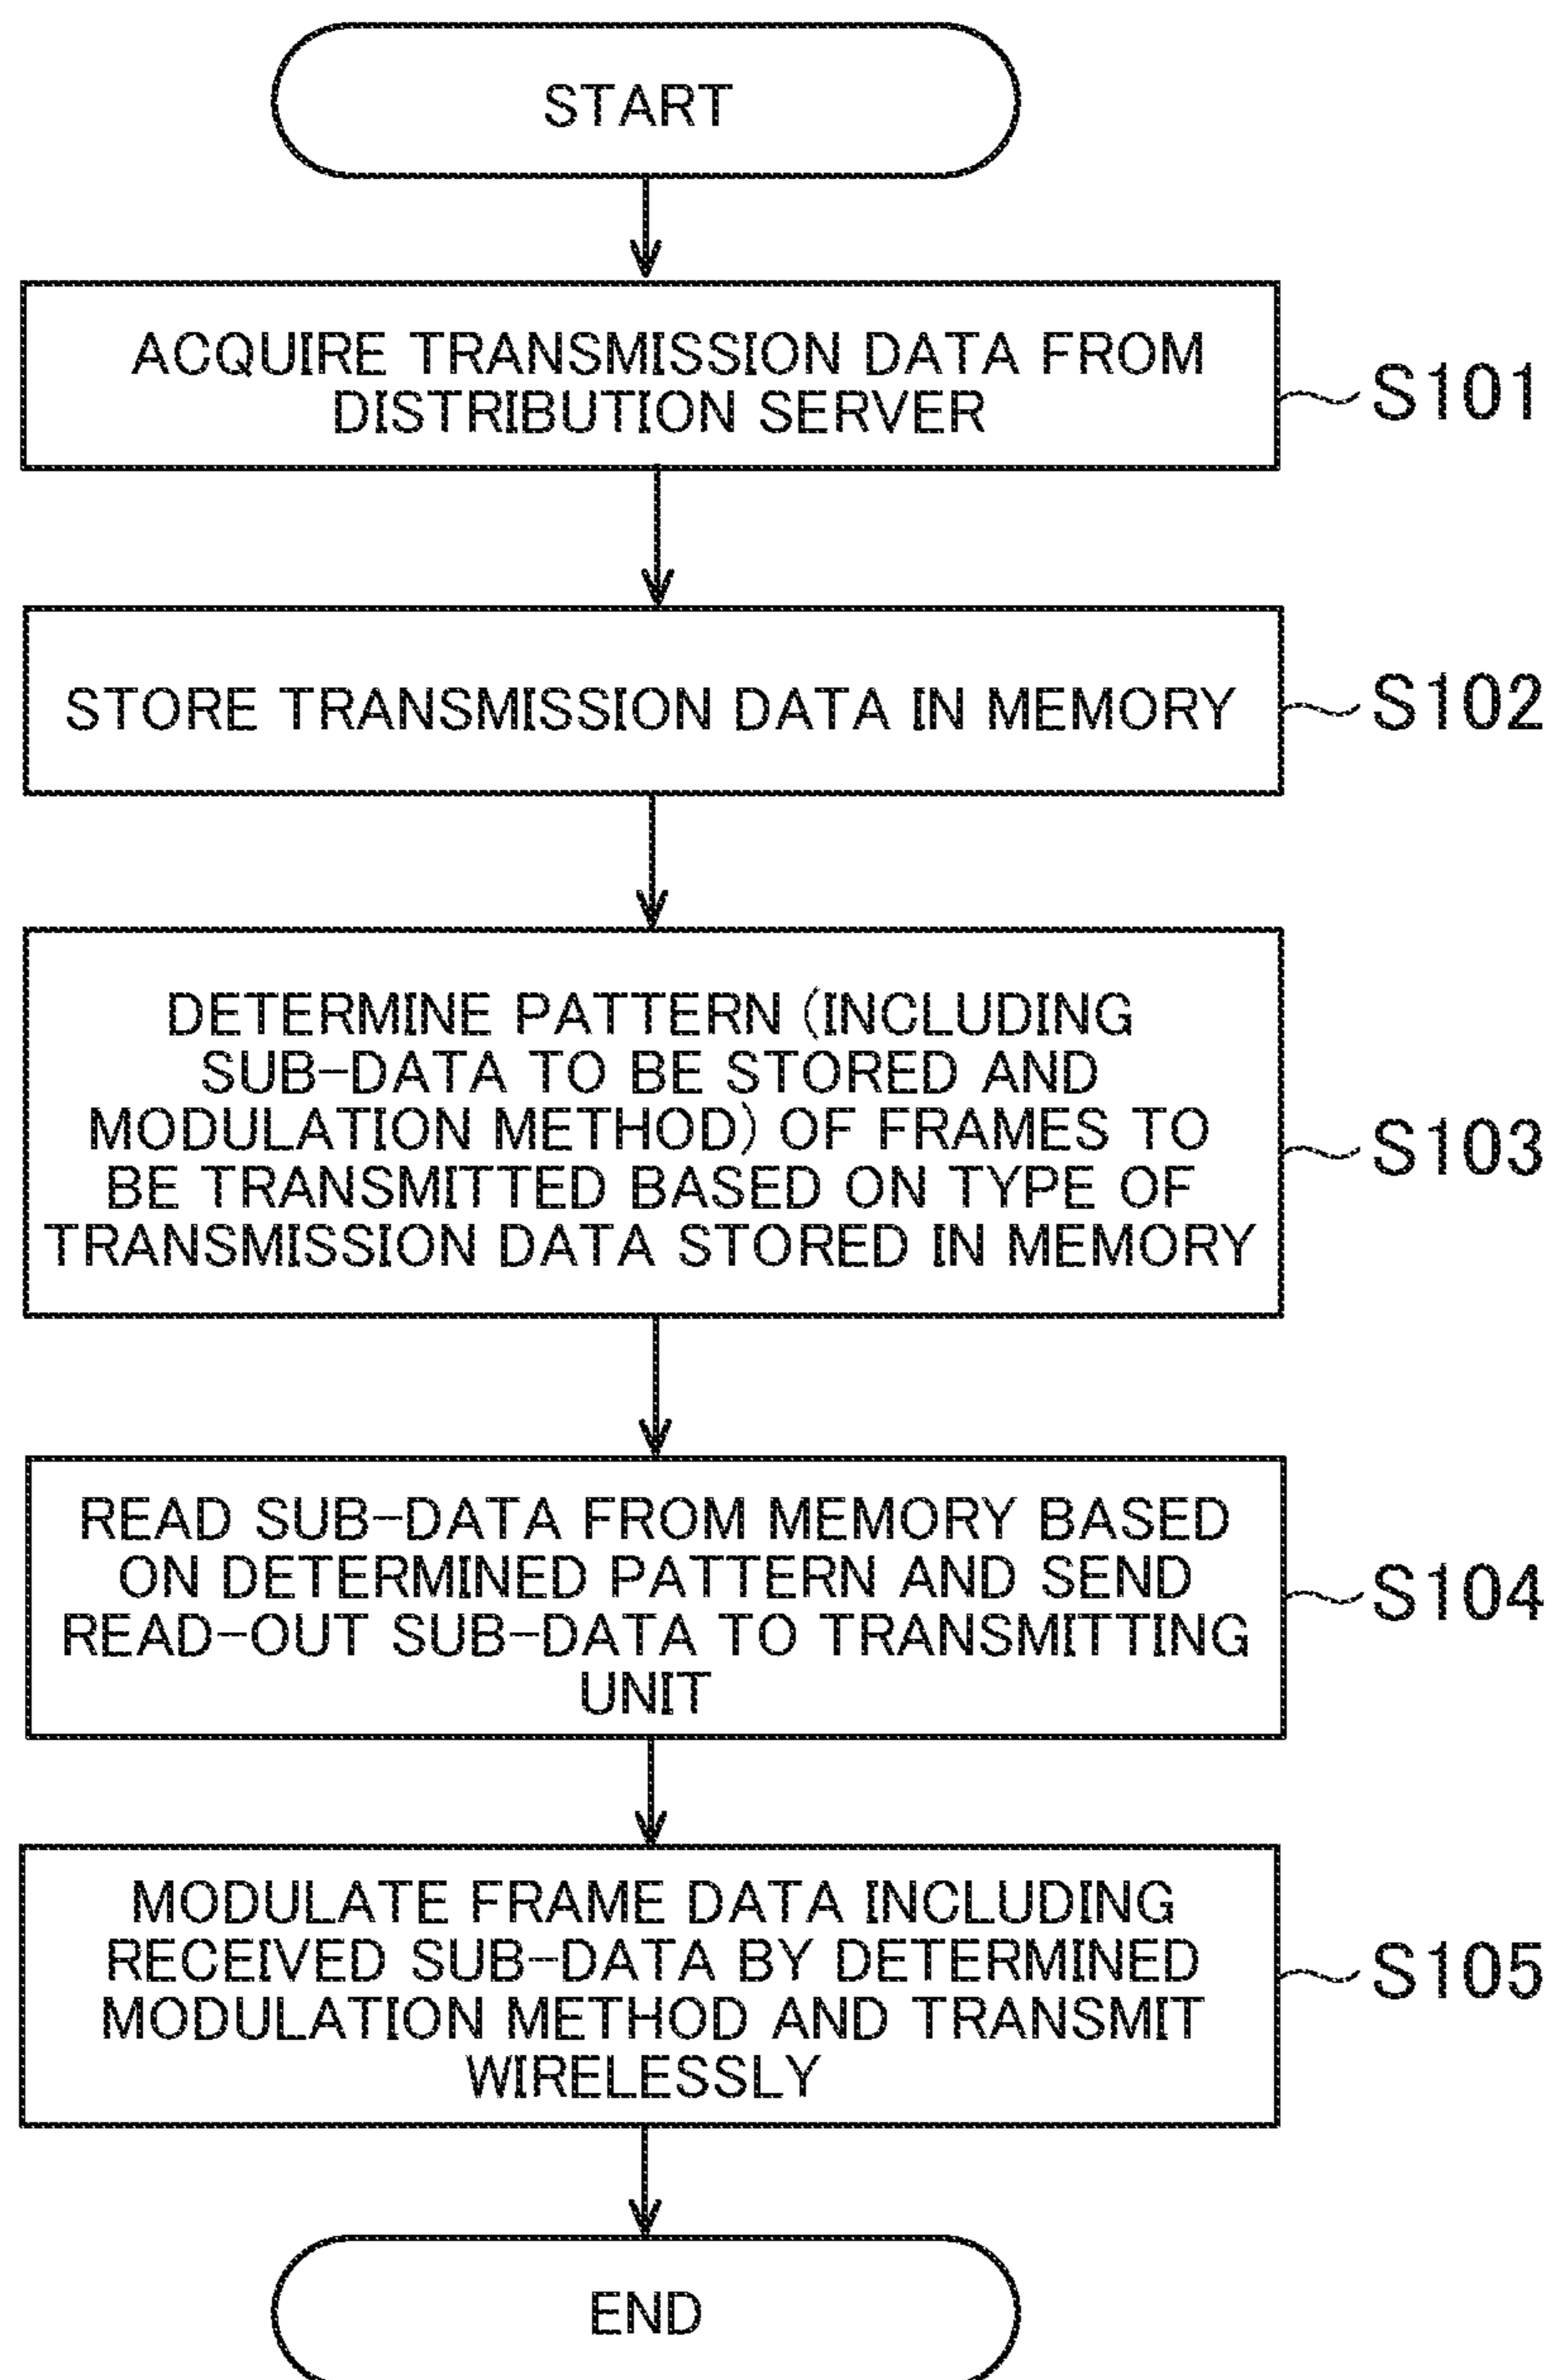 START
ACQUIRE TRANSMISSION DATA FROM
DISTRIBUTION SERVER
S101
STORE TRANSMISSION DATA IN MEMORY
S102
DETERMINE PATTERN (INCLUDING
SUB-DATA TO BE STORED AND
MODULATION METHOD) OF FRAMES TO
BE TRANSMITTED BASED ON TYPE OF
TRANSMISSION DATA STORED IN MEMORY
S103
READ SUB-DATA FROM MEMORY BASED
ON DETERMINED PATTERN AND SEND
READ-OUT SUB-DATA TO TRANSMITTING
UNIT
S104
MODULATE FRAME DATA INCLUDING
RECEIVED SUB-DATA BY DETERMINED
MODULATION METHOD AND TRANSMIT
WIRELESSLY
S105
END